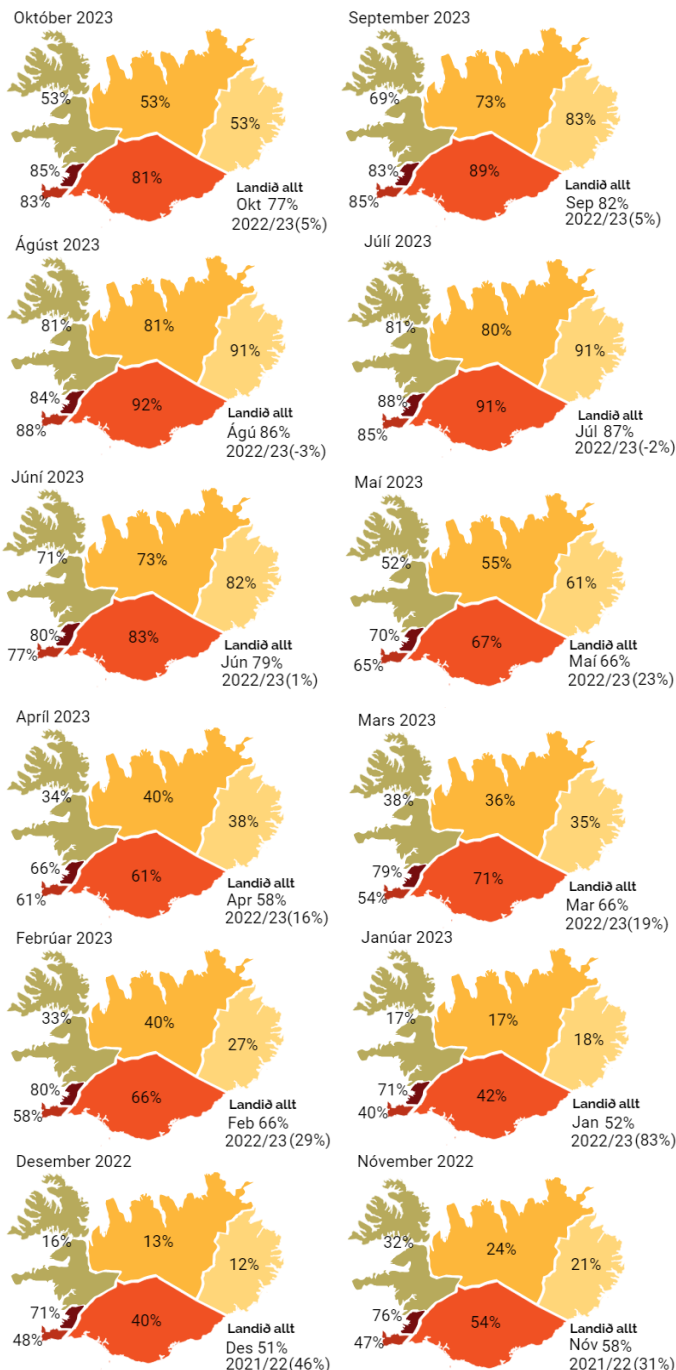 Október 2023
53%
53%
53%
85%
81%
83%
Landið allt
Okt 77%
2022/23(5%)
September 2023
69%
73%
83%
83%
89%
85%
Landið allt
Sep 82%
2022/23(5%)
Ágúst 2023
81%
81%
91%
84%
92%
88%
Landið allt
Ágú 86%
2022/23(-3%)
Júlí 2023
81%
80%
91%
88%
91%
85%
Landið allt
Júl 87%
2022/23(-2%)
Júní 2023
71%
73%
82%
80%
83%
77%
Landið allt
Jún 79%
2022/23(1%)
Maí 2023
52%
55%
61%
70%
67%
65%
Landið allt
Maí 66%
2022/23(23%)
Apríl 2023
34%
40%
38%
66%
61%
61%
Landið allt
Apr 58%
2022/23(16%)
Mars 2023
38%
36%
35%
79%
71%
54%
Landið allt
Mar 66%
2022/23(19%)
Febrúar 2023
33%
40%
27%
80%
66%
58%
Landið allt
Feb 66%
2022/23(29%)
Janúar 2023
17%
17%
18%
71%
42%
40%
Landið allt
Jan 52%
2022/23(83%)
Desember 2022
16%
13%
12%
71%
40%
48%
Landið allt
Des 51%
2021/22(46%)
Nóvember 2022
32%
24%
21%
76%
54%
47%
Landið allt
Nóv 58%
2021/22(31%)